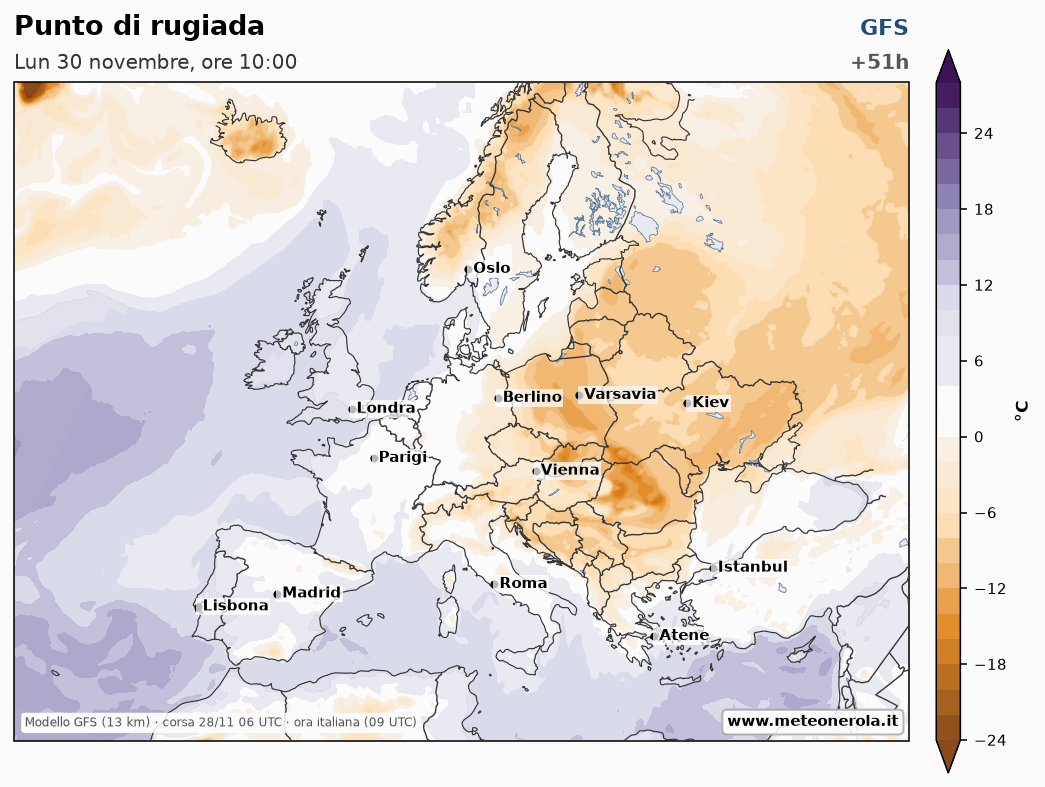 Punto di rugiada
GFS
Lun 30 novembre, ore 10:00
+51h
24
18
12
6
0
−6
−12
−18
−24
°C
Oslo
Londra
Berlino
Varsavia
Kiev
Parigi
Vienna
Istanbul
Madrid
Roma
Lisbona
Atene
Modello GFS (13 km) · corsa 28/11 06 UTC · ora italiana (09 UTC)
www.meteonerola.it